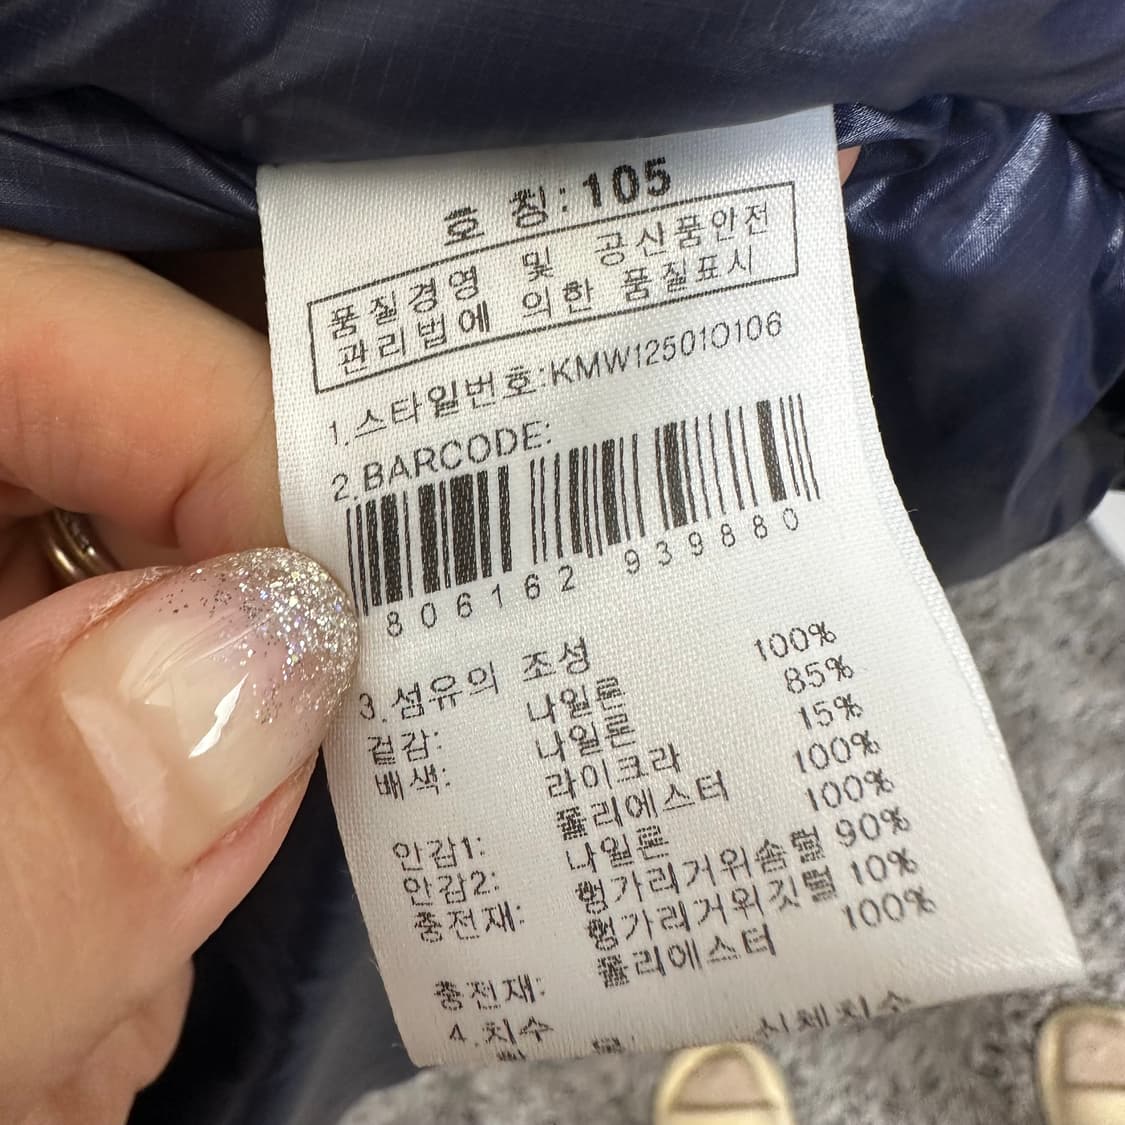 호 칭: 105
품질경영 및 공신품안전
관리법에 의한 품질표시
1.스타일번호:KMW125010106
2.BARCODE:
806162 939880
3.섬유의 조성
겉감: 나일론 100%
배색: 나일론 85%
라이크라 15%
안감1: 폴리에스터 100%
안감2: 나일론 100%
충전재: 헝가리거위솜털 90%
헝가리거위깃털 10%
충전재: 폴리에스터 100%
4.치수
신체치수